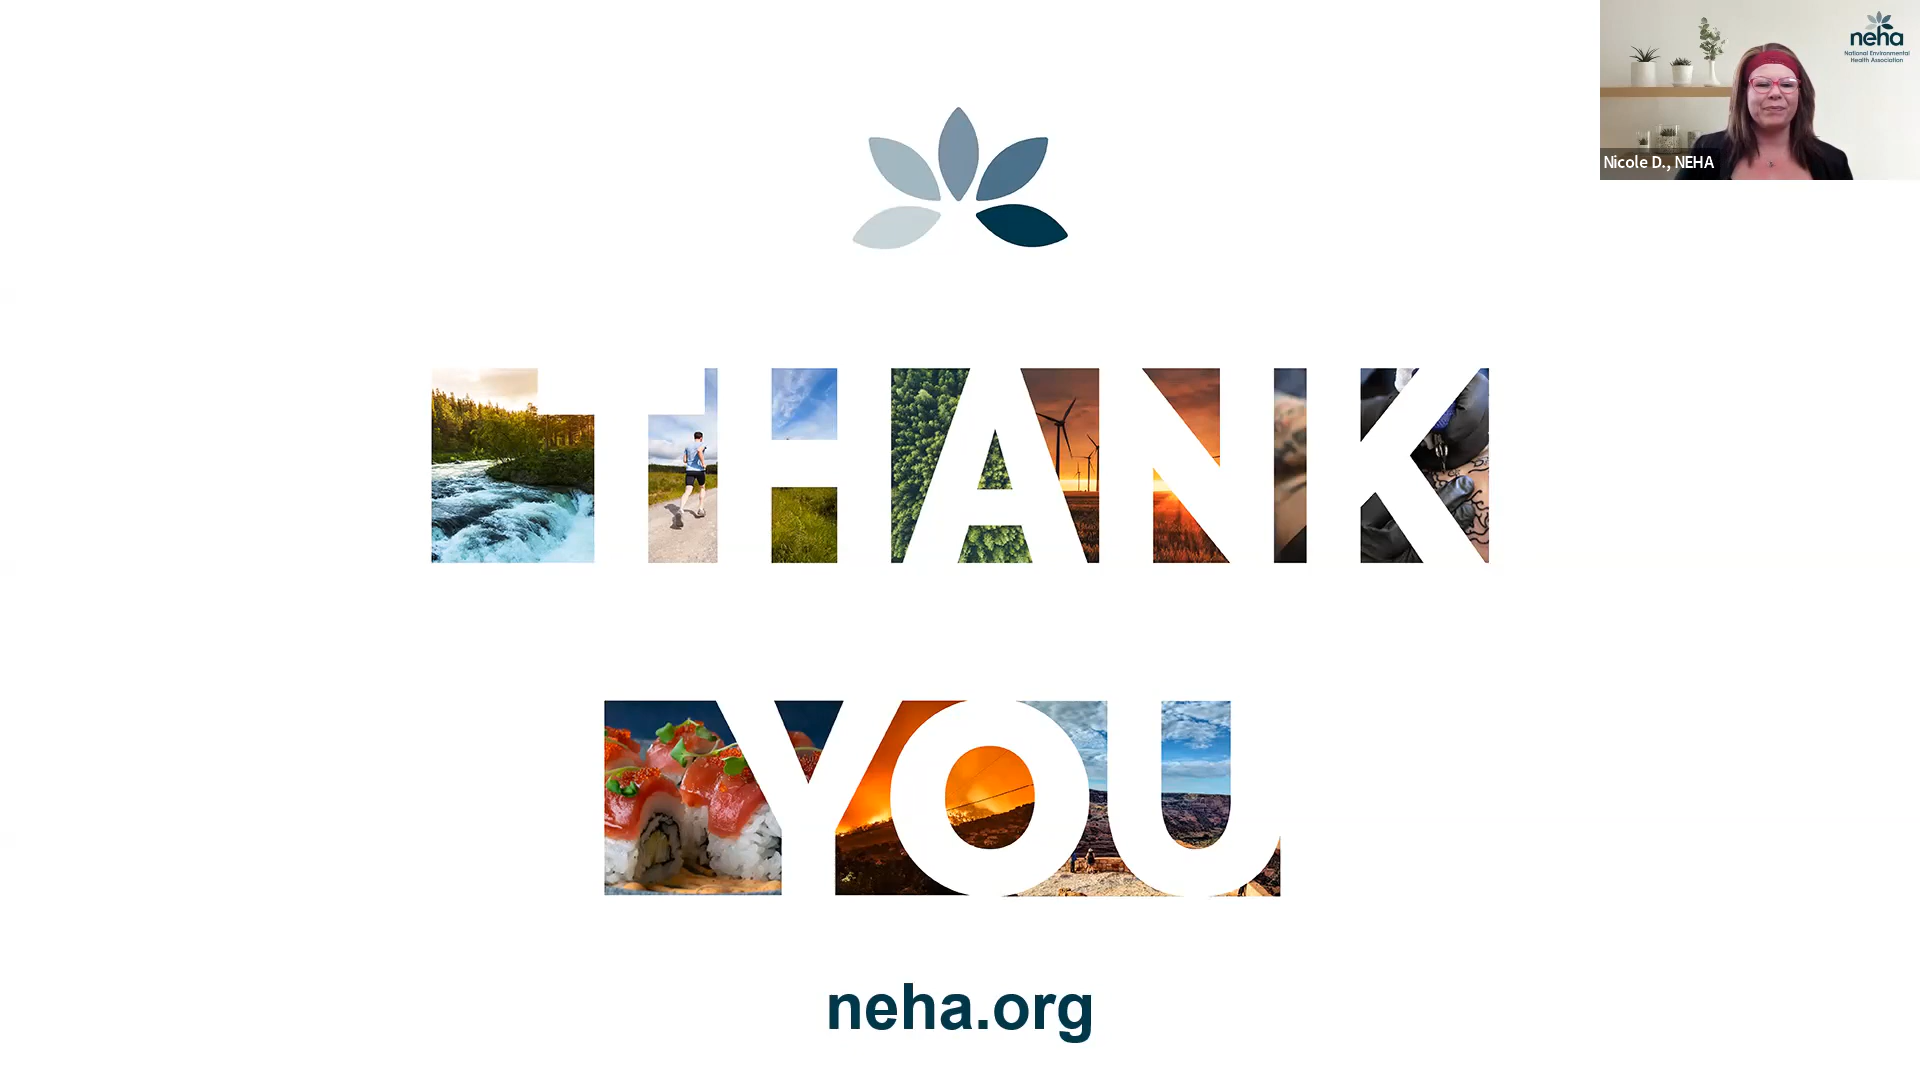 neha
National Environmental
Health Association
Nicole D., NEHA
THANK
YOU
neha.org